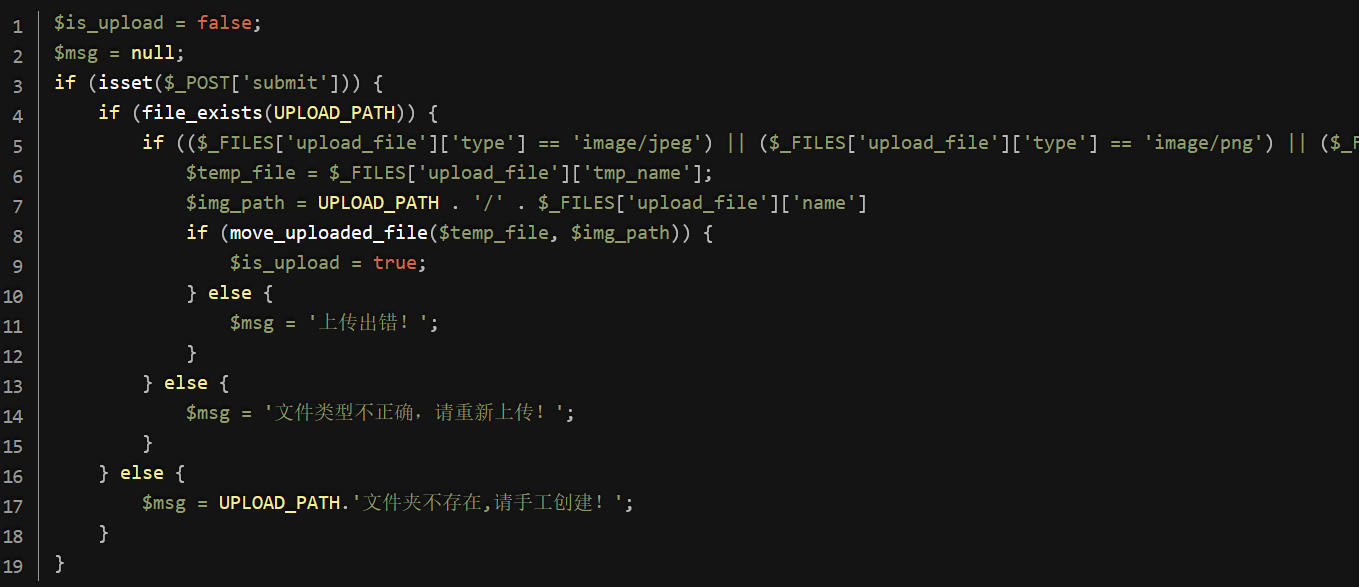 1 $is_upload = false;
2 $msg = null;
3 if (isset($_POST['submit'])) {
4 if (file_exists(UPLOAD_PATH)) {
5 if (($_FILES['upload_file']['type'] == 'image/jpeg') || ($_FILES['upload_file']['type'] == 'image/png') || ($_F
6 $temp_file = $_FILES['upload_file']['tmp_name'];
7 $img_path = UPLOAD_PATH . '/' . $_FILES['upload_file']['name']
8 if (move_uploaded_file($temp_file, $img_path)) {
9 $is_upload = true;
10 } else {
11 $msg = '上传出错！';
12 }
13 } else {
14 $msg = '文件类型不正确，请重新上传！';
15 }
16 } else {
17 $msg = UPLOAD_PATH.'文件夹不存在,请手工创建！';
18 }
19 }